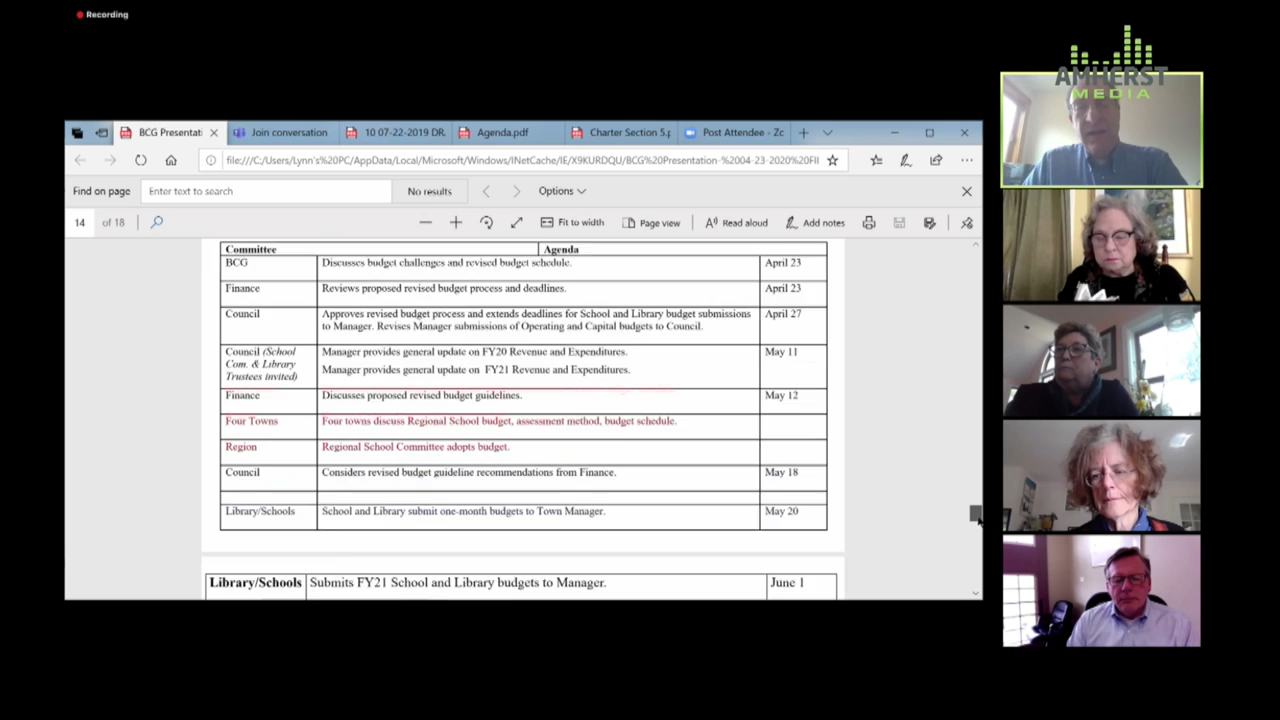 Recording
AMHERST
MEDIA
BCG Presentati
Join conversation
10 07-22-2019 DR.
Agenda.pdf
Charter Section 5.p
Post Attendee - Zc
file:///C:/Users/Lynn's%20PC/AppData/Local/Microsoft/Windows/INetCache/IE/X9KURDQU/BCG%20Presentation-%2004-23-2020%20FII
Find on page
Enter text to search
No results
Options
14 of 18
Fit to width
Page view
Read aloud
Add notes
Committee Agenda
BCG Discusses budget challenges and revised budget schedule. April 23
Finance Reviews proposed revised budget process and deadlines. April 23
Council Approves revised budget process and extends deadlines for School and Library budget submissions April 27
to Manager. Revises Manager submissions of Operating and Capital budgets to Council.
Council (School Manager provides general update on FY20 Revenue and Expenditures. May 11
Com. & Library Manager provides general update on FY21 Revenue and Expenditures.
Trustees invited)
Finance Discusses proposed revised budget guidelines. May 12
Four Towns Four towns discuss Regional School budget, assessment method, budget schedule.
Region Regional School Committee adopts budget.
Council Considers revised budget guideline recommendations from Finance. May 18
Library/Schools School and Library submit one-month budgets to Town Manager. May 20
Library/Schools Submits FY21 School and Library budgets to Manager. June 1